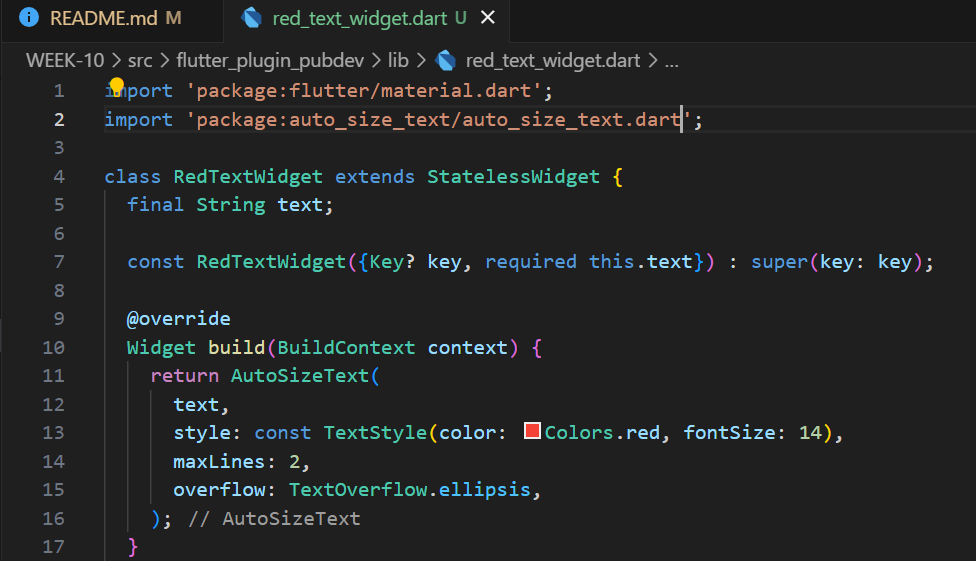 README.md M
red_text_widget.dart U
WEEK-10 > src > flutter_plugin_pubdev > lib > red_text_widget.dart > ...
1 import 'package:flutter/material.dart';
2 import 'package:auto_size_text/auto_size_text.dart';
3
4 class RedTextWidget extends StatelessWidget {
5 final String text;
6
7 const RedTextWidget({Key? key, required this.text}) : super(key: key);
8
9 @override
10 Widget build(BuildContext context) {
11 return AutoSizeText(
12 text,
13 style: const TextStyle(color: Colors.red, fontSize: 14),
14 maxLines: 2,
15 overflow: TextOverflow.ellipsis,
16 ); // AutoSizeText
17 }